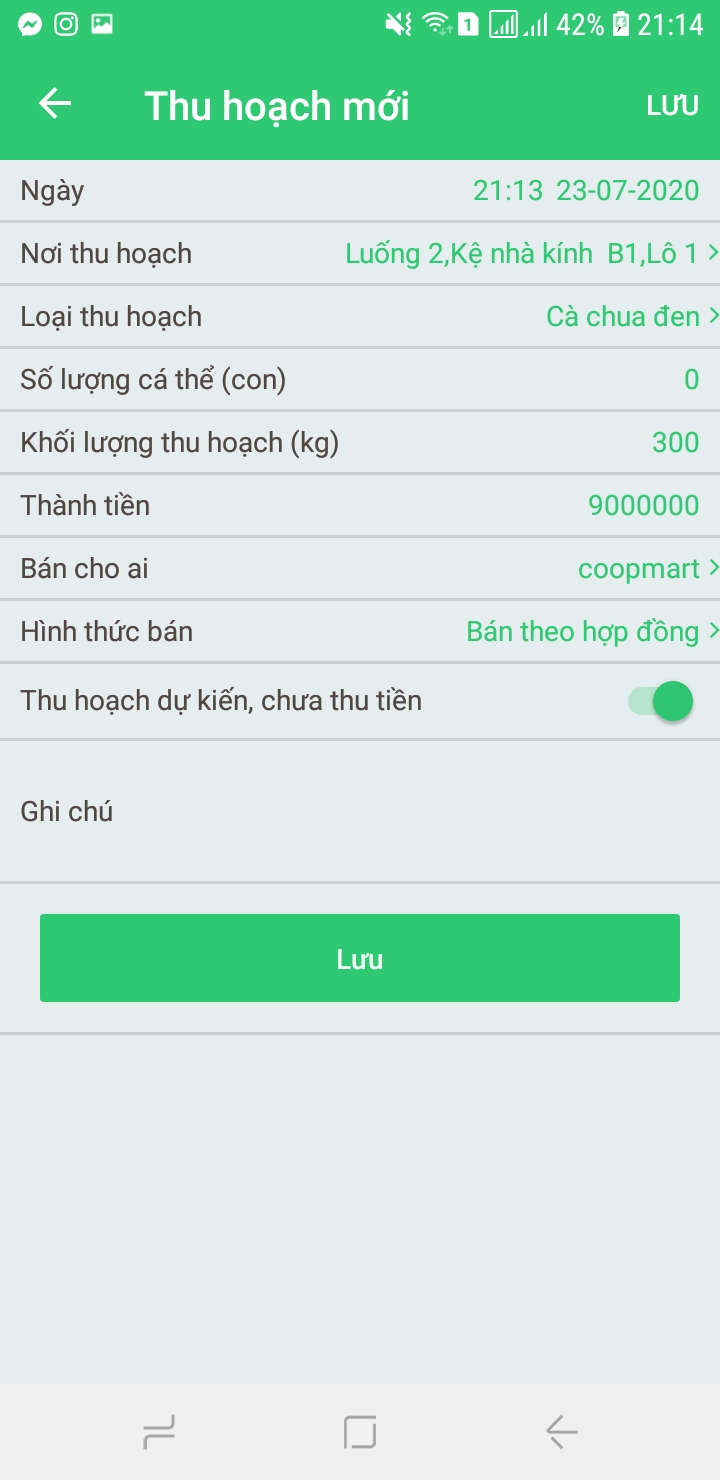 1 42% 21:14
Thu hoạch mới LƯU
Ngày 21:13 23-07-2020
Nơi thu hoạch Luống 2,Kệ nhà kính B1,Lô 1
Loại thu hoạch Cà chua đen
Số lượng cá thể (con) 0
Khối lượng thu hoạch (kg) 300
Thành tiền 9000000
Bán cho ai coopmart
Hình thức bán Bán theo hợp đồng
Thu hoạch dự kiến, chưa thu tiền
Ghi chú
Lưu